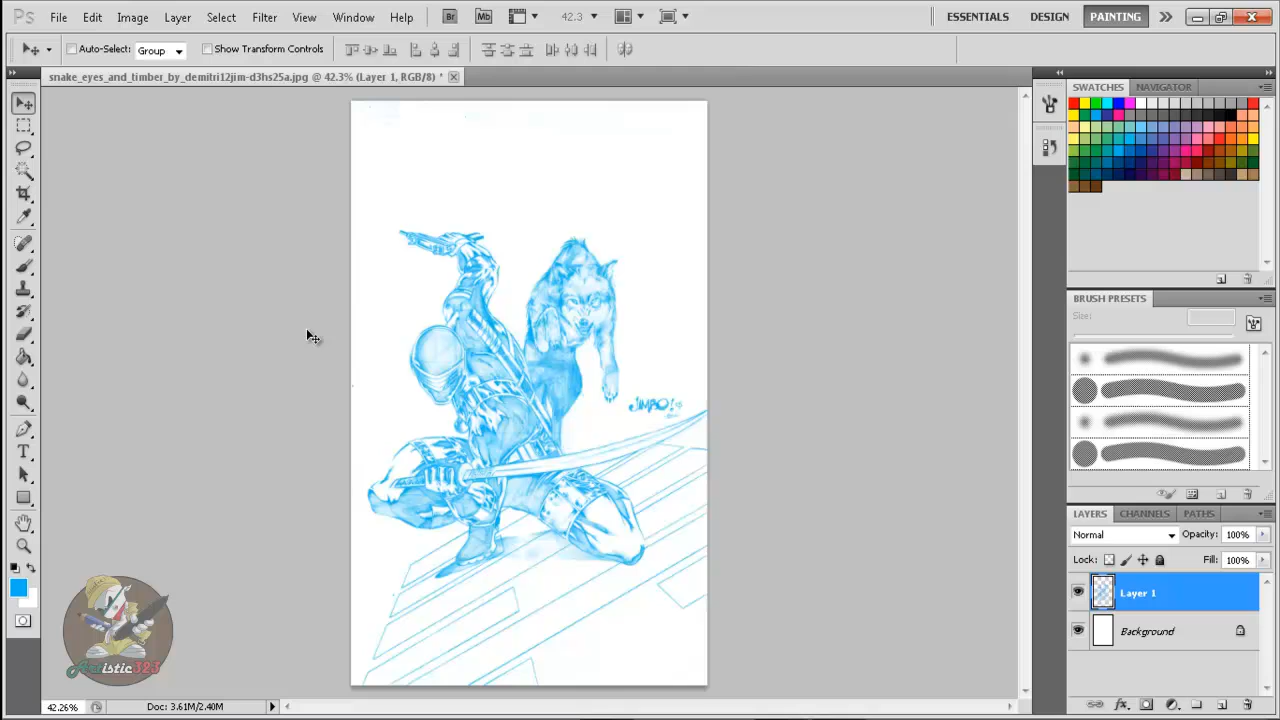 Ps File Edit Image Layer Select Filter View Window Help Br Mb 42.3 ESSENTIALS DESIGN PAINTING
Auto-Select: Group Show Transform Controls
snake_eyes_and_timber_by_demitri12jim-d3hs25a.jpg @ 42.3% (Layer 1, RGB/8) *
SWATCHES NAVIGATOR
BRUSH PRESETS
Size:
JIMBO!
LAYERS CHANNELS PATHS
Normal Opacity: 100%
Lock: Fill: 100%
Layer 1
Background
Artistic323
42.26% Doc: 3.61M/2.40M